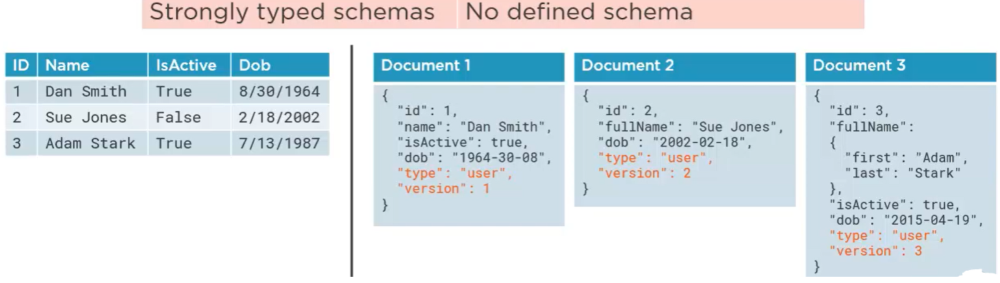 Strongly typed schemas No defined schema
ID Name IsActive Dob
1 Dan Smith True 8/30/1964
2 Sue Jones False 2/18/2002
3 Adam Stark True 7/13/1987
Document 1
{
"id": 1,
"name": "Dan Smith",
"isActive": true,
"dob": "1964-30-08",
"type": "user",
"version": 1
}
Document 2
{
"id": 2,
"fullName": "Sue Jones",
"dob": "2002-02-18",
"type": "user",
"version": 2
}
Document 3
{
"id": 3,
"fullName":
{
"first": "Adam",
"last": "Stark"
},
"isActive": true,
"dob": "2015-04-19",
"type": "user",
"version": 3
}